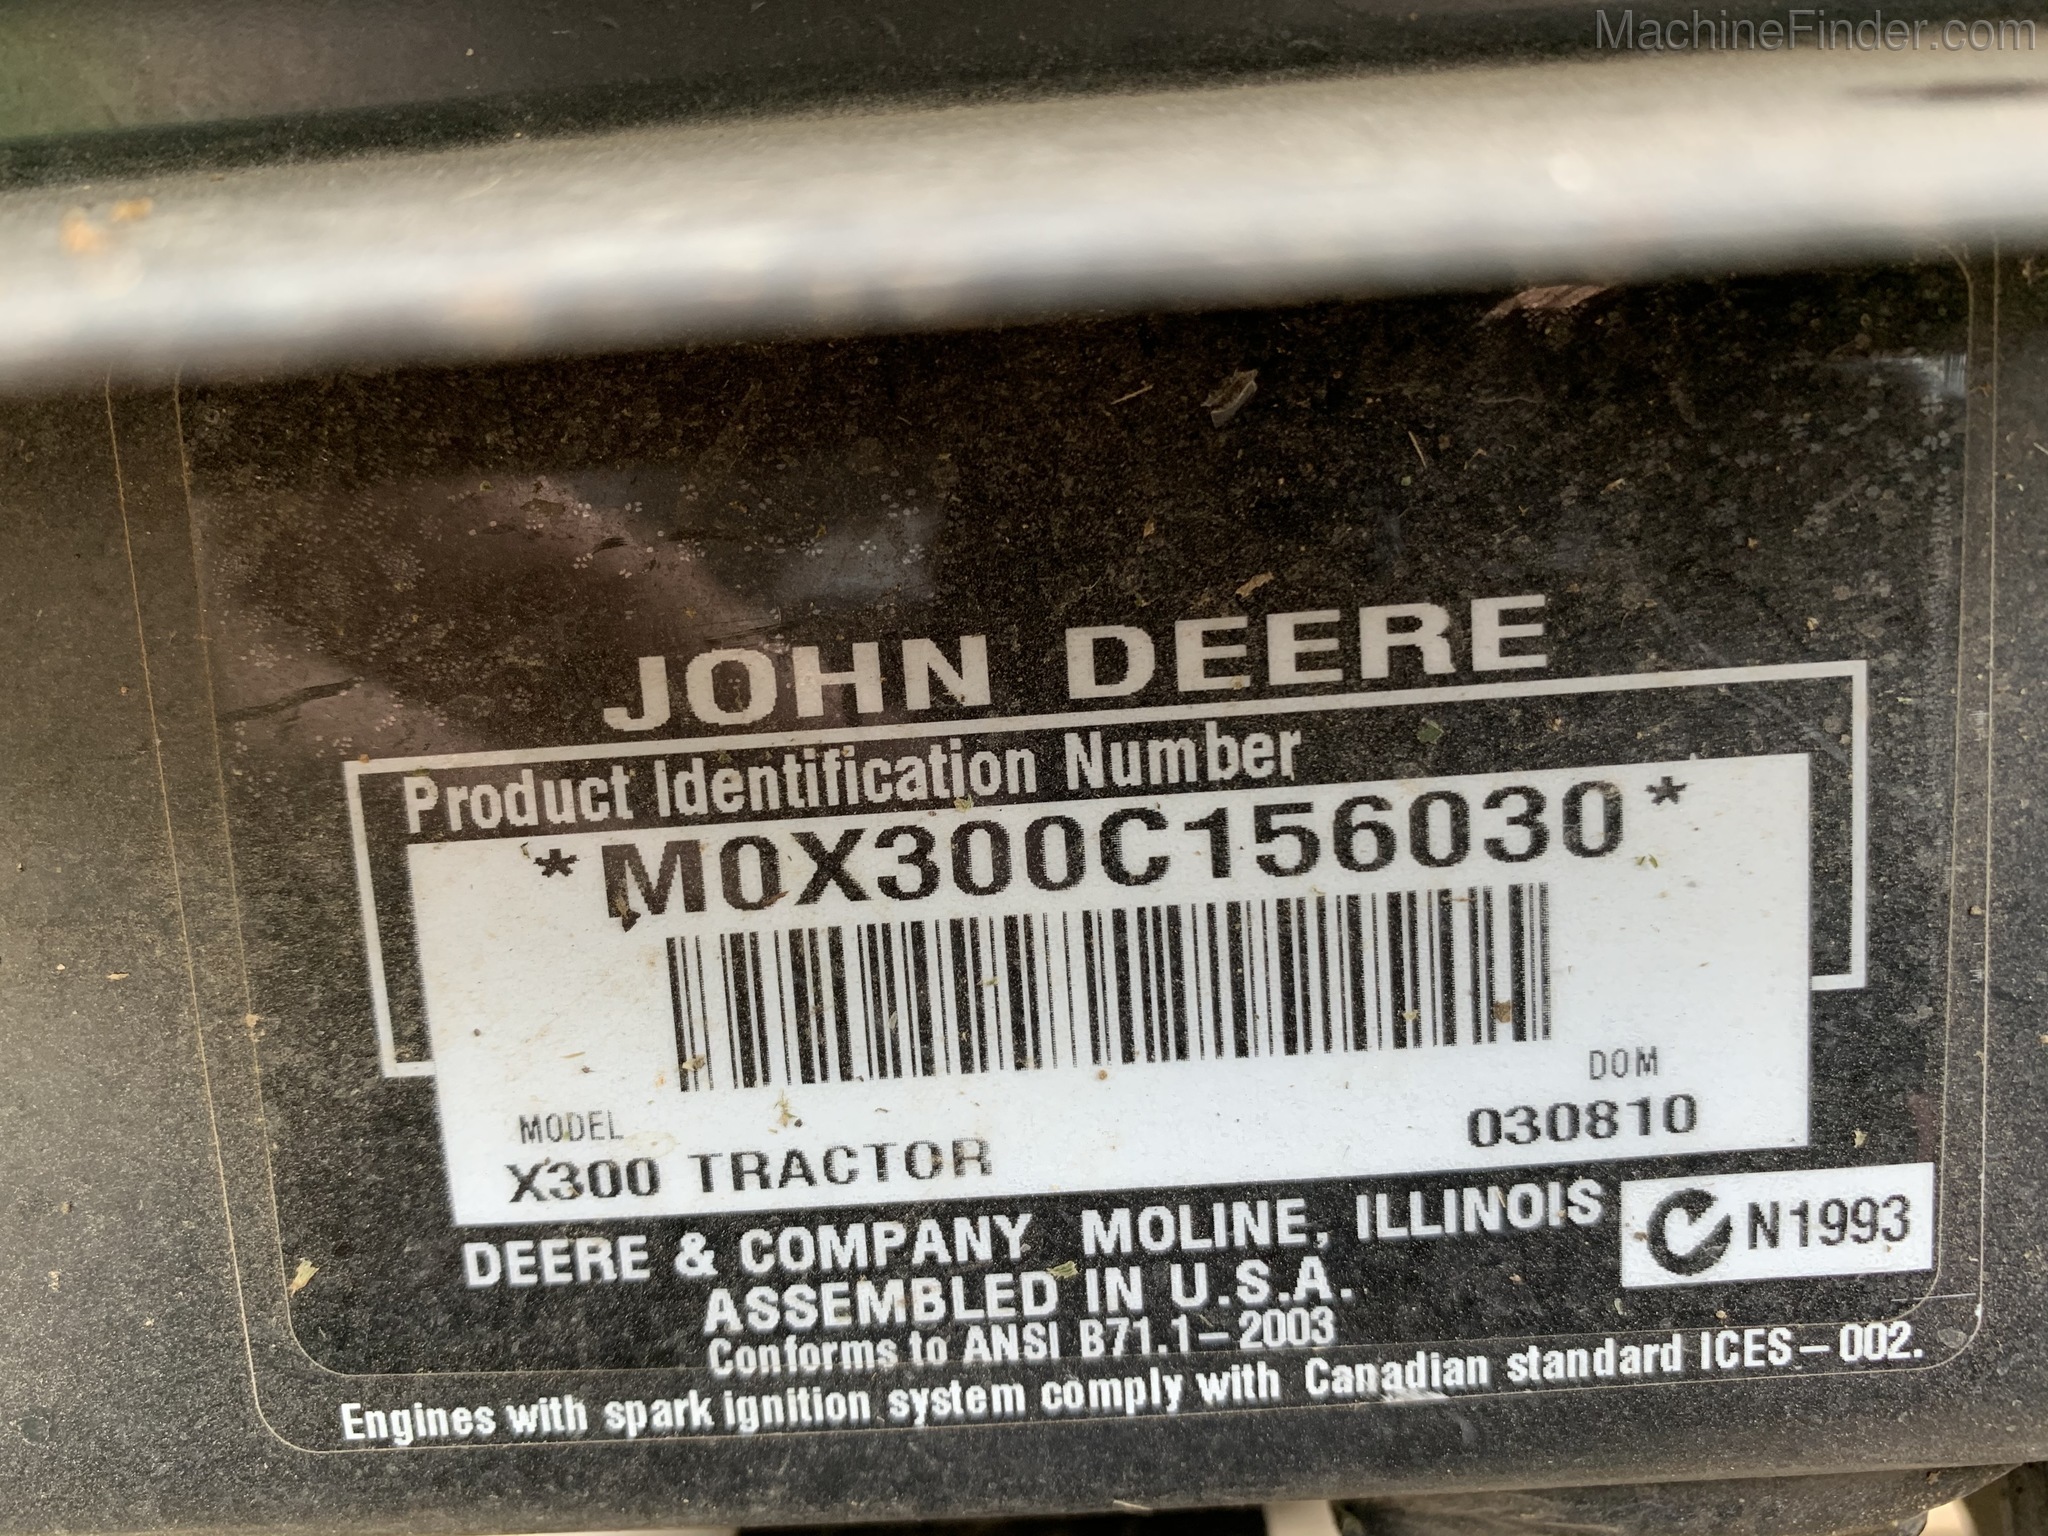 MachineFinder.com
JOHN DEERE
Product Identification Number
*M0X300C156030*
DOM
MODEL
030810
X300 TRACTOR
DEERE & COMPANY MOLINE, ILLINOIS
N1993
ASSEMBLED IN U.S.A.
Conforms to ANSI B71.1-2003
Engines with spark ignition system comply with Canadian standard ICES-002.